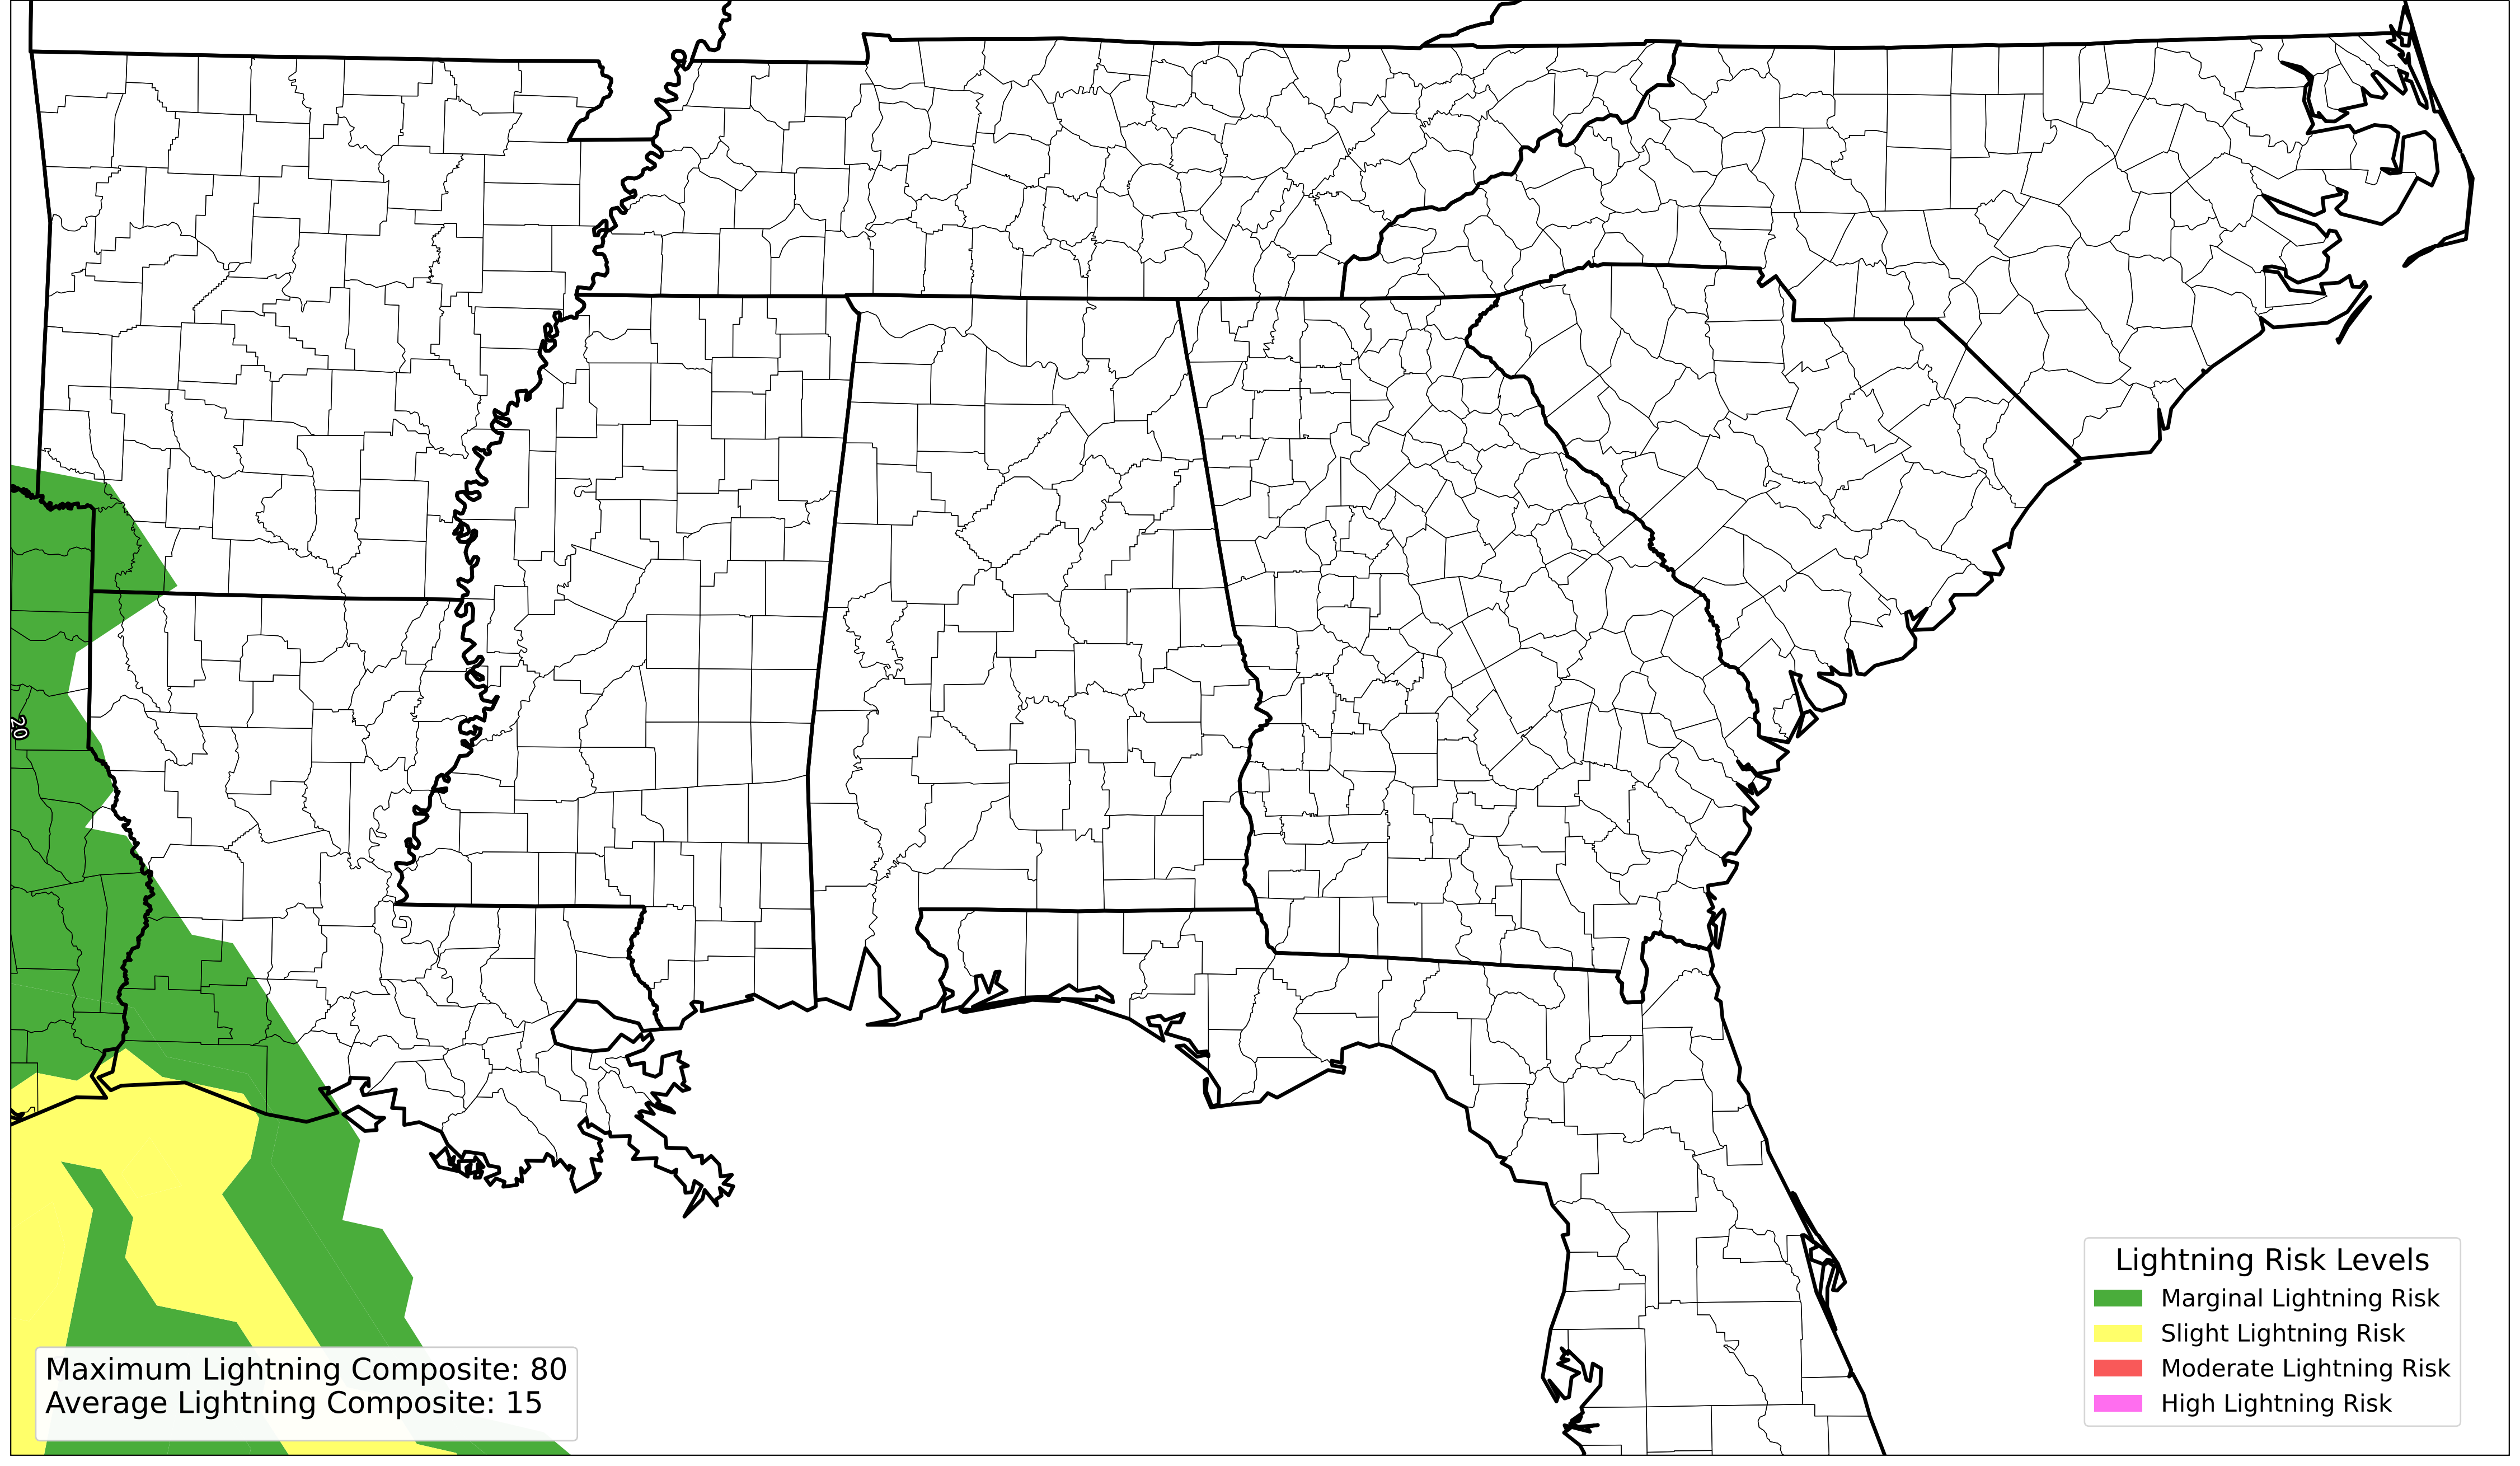 20
Lightning Risk Levels
Marginal Lightning Risk
Slight Lightning Risk
Moderate Lightning Risk
High Lightning Risk
Maximum Lightning Composite: 80
Average Lightning Composite: 15